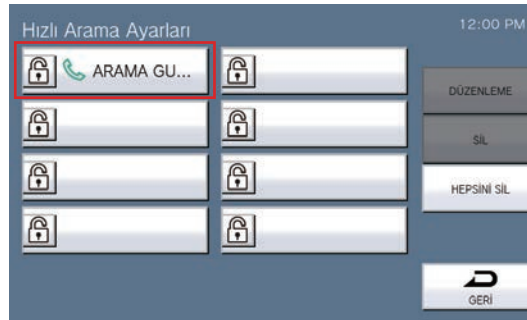 Hızlı Arama Ayarları
12:00 PM
ARAMA GU...
DÜZENLEME
SİL
HEPSİNİ SİL
GERİ